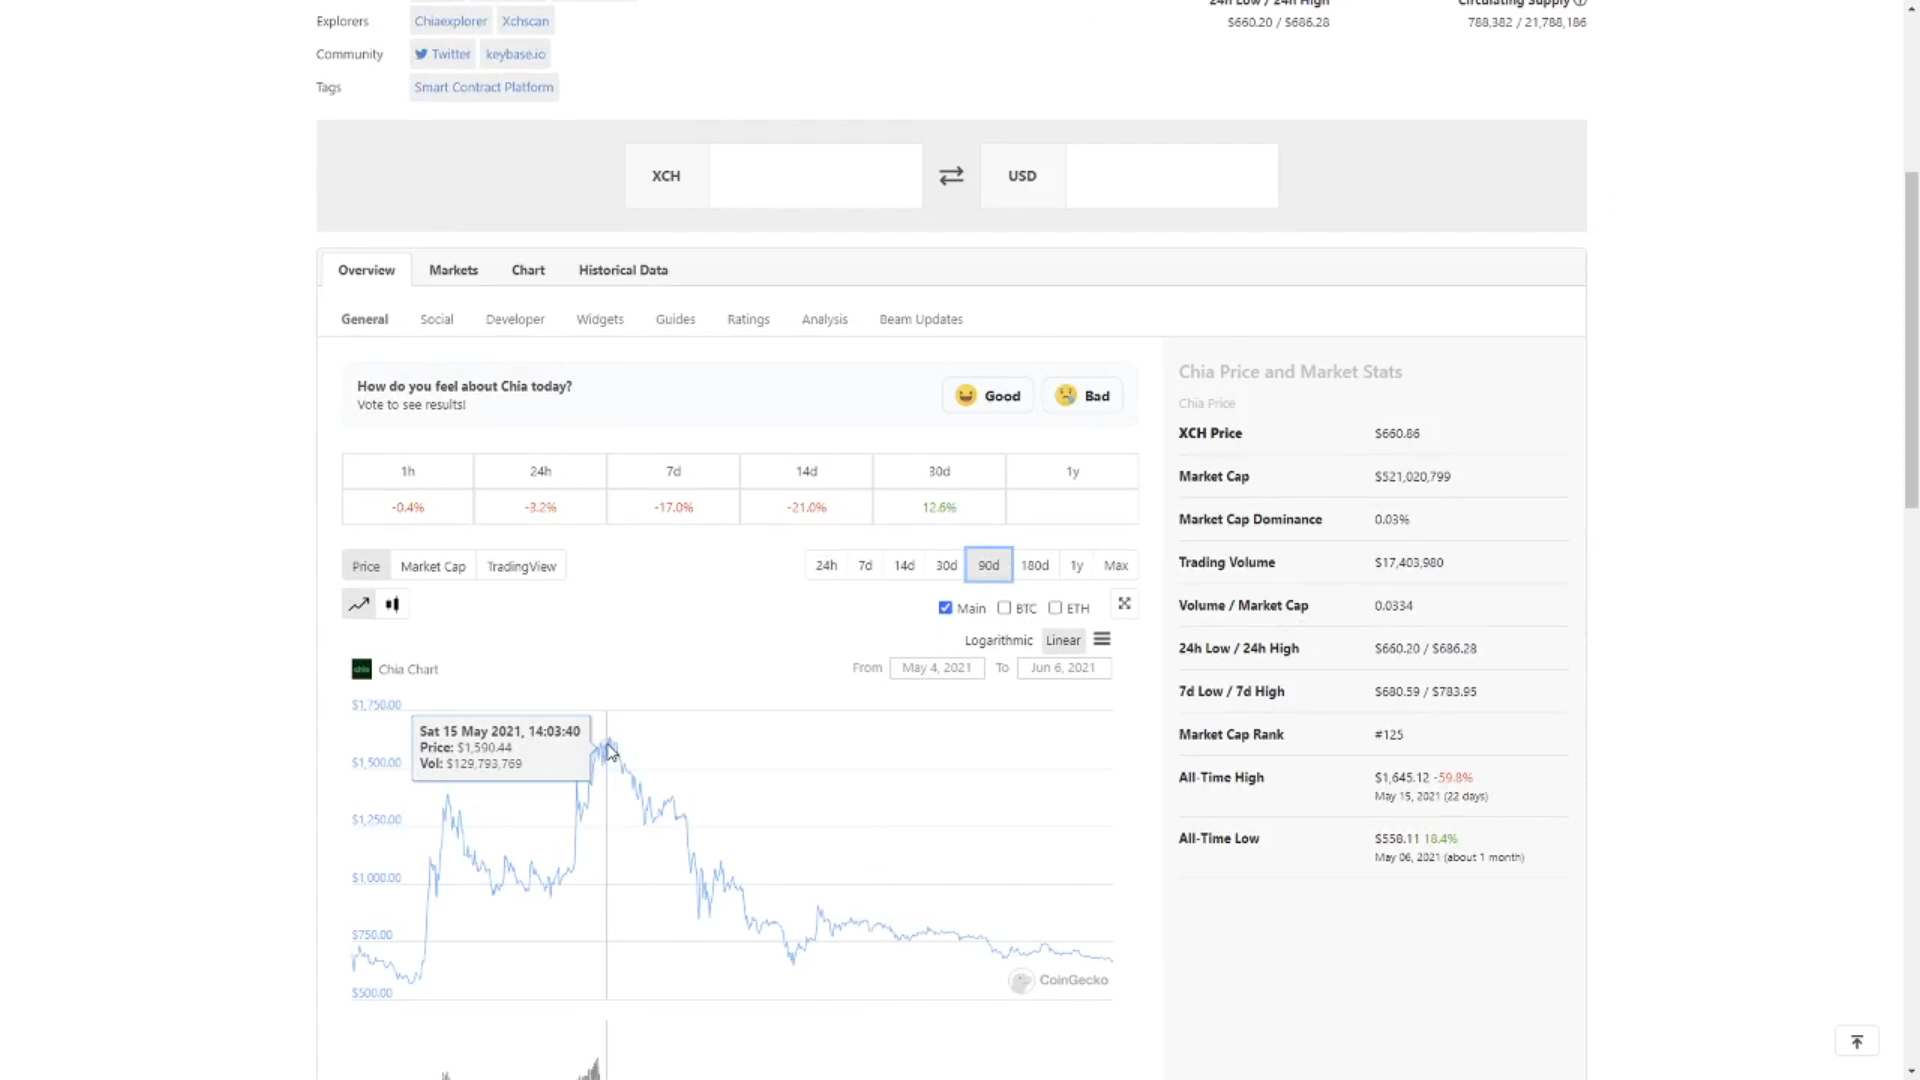 24h Low / 24h High
Circulating Supply
Explorers Chiaexplorer Xchscan
$660.20 / $686.28
788,382 / 21,788,186
Community Twitter keybase.io
Tags Smart Contract Platform
XCH
USD
Overview Markets Chart Historical Data
General Social Developer Widgets Guides Ratings Analysis Beam Updates
How do you feel about Chia today?
Vote to see results!
Good
Bad
1h 24h 7d 14d 30d 1y
-0.4% -3.2% -17.0% -21.0% 12.6%
Price Market Cap TradingView
24h 7d 14d 30d 90d 180d 1y Max
Main BTC ETH
Logarithmic Linear
Chia Chart
From May 4, 2021 To Jun 6, 2021
$1,750.00
Sat 15 May 2021, 14:03:40
Price: $1,590.44
Vol: $129,793,769
$1,500.00
$1,250.00
$1,000.00
$750.00
$500.00
CoinGecko
Chia Price and Market Stats
Chia Price
XCH Price $660.86
Market Cap $521,020,799
Market Cap Dominance 0.03%
Trading Volume $17,403,980
Volume / Market Cap 0.0334
24h Low / 24h High $660.20 / $686.28
7d Low / 7d High $680.59 / $783.95
Market Cap Rank #125
All-Time High $1,645.12 -59.8%
May 15, 2021 (22 days)
All-Time Low $558.11 18.4%
May 06, 2021 (about 1 month)